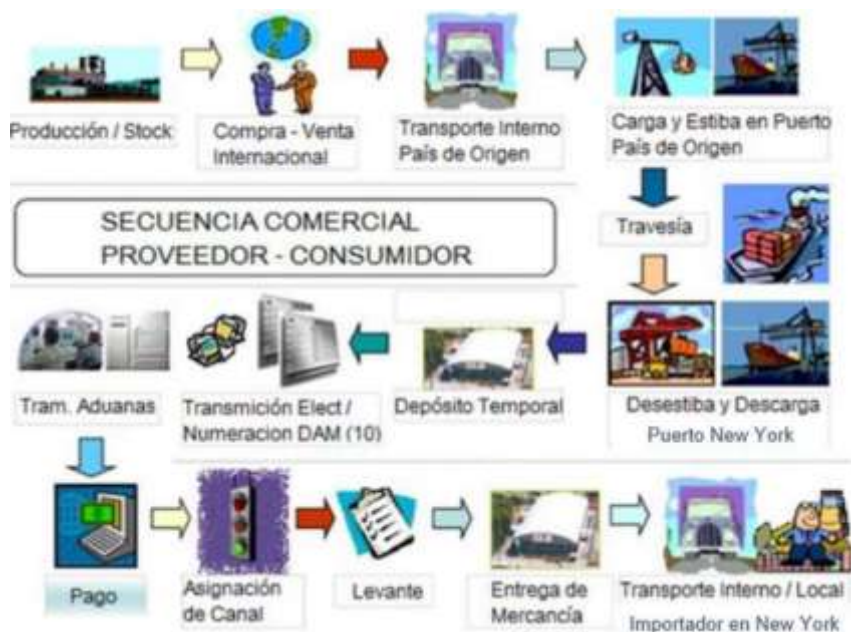 Producción / Stock
Compra - Venta
Internacional
Transporte Interno
País de Origen
Carga y Estiba en Puerto
País de Origen
SECUENCIA COMERCIAL
PROVEEDOR - CONSUMIDOR
Travesía
Desestiba y Descarga
Puerto New York
Depósito Temporal
Transmición Elect /
Numeracion DAM (10)
Tram. Aduanas
Pago
Asignación
de Canal
Levante
Entrega de
Mercancía
Transporte Interno / Local
Importador en New York